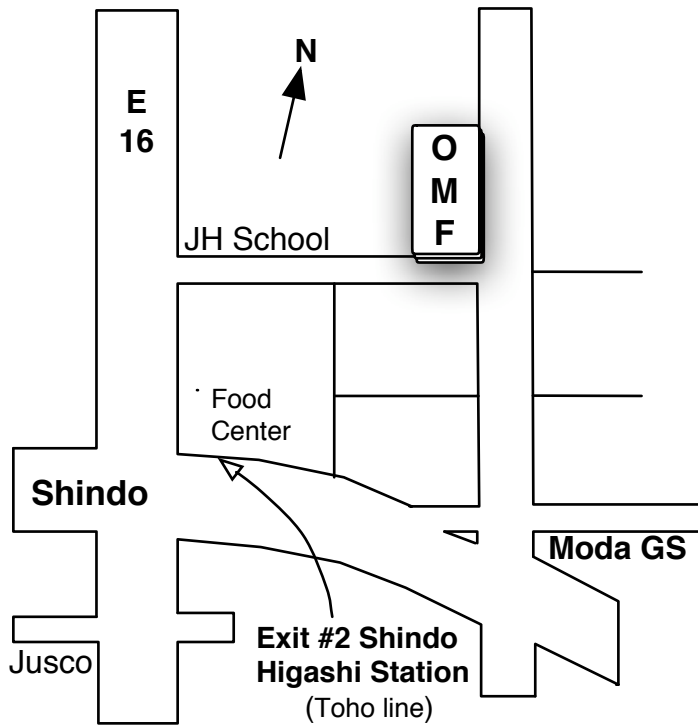 N
E
16
O
M
F
JH School
Food
Center
Shindo
Moda GS
Exit #2 Shindo
Higashi Station
(Toho line)
Jusco